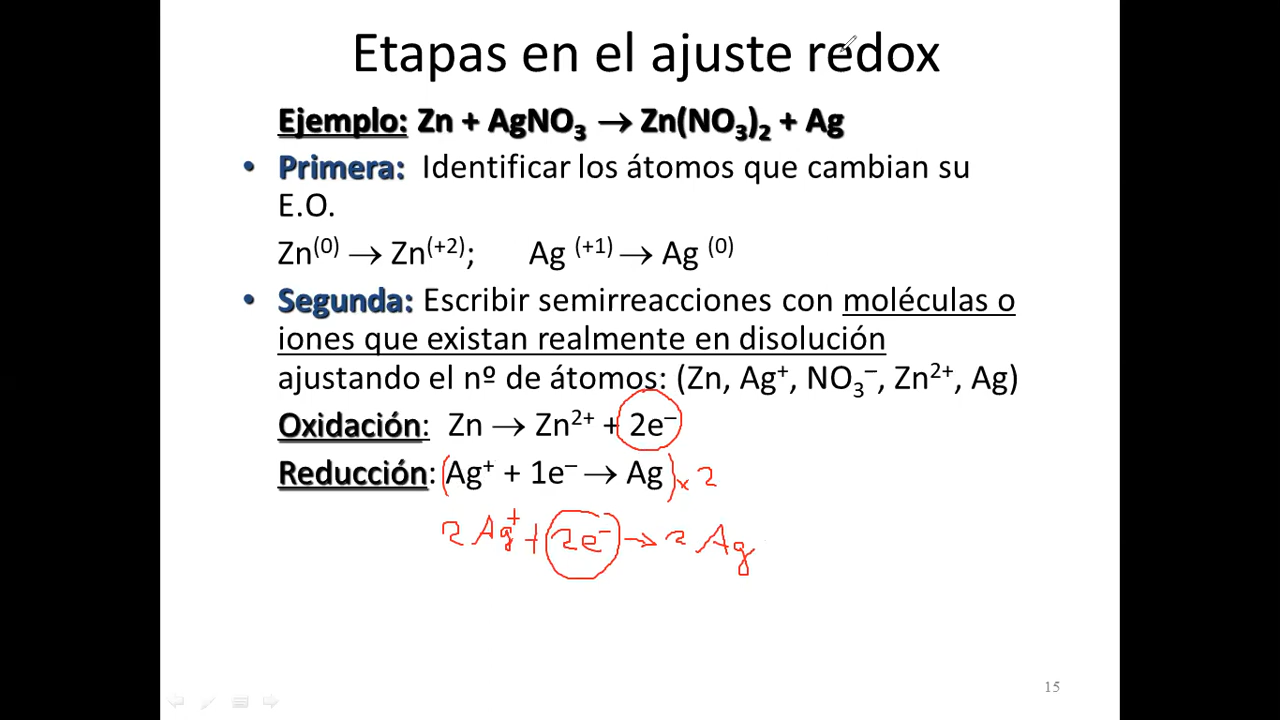 Etapas en el ajuste redox
Ejemplo: Zn + AgNO₃ → Zn(NO₃)₂ + Ag
• Primera: Identificar los átomos que cambian su
E.O.
Zn⁽⁰⁾ → Zn⁽⁺²⁾; Ag ⁽⁺¹⁾ → Ag ⁽⁰⁾
• Segunda: Escribir semirreacciones con moléculas o
iones que existan realmente en disolución
ajustando el nº de átomos: (Zn, Ag⁺, NO₃⁻, Zn²⁺, Ag)
Oxidación: Zn → Zn²⁺ + 2e⁻
Reducción: (Ag⁺ + 1e⁻ → Ag) x 2
2 Ag⁺ + 2e⁻ → 2 Ag
15